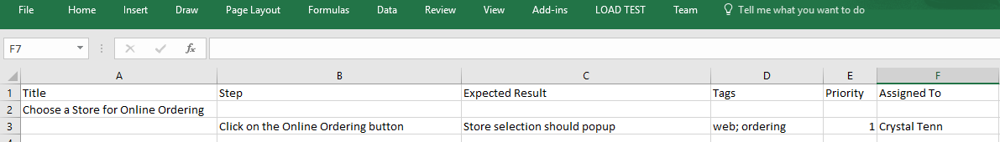 File Home Insert Draw Page Layout Formulas Data Review View Add-ins LOAD TEST Team Tell me what you want to do
F7 fx
A B C D E F
1 Title Step Expected Result Tags Priority Assigned To
2 Choose a Store for Online Ordering
3 Click on the Online Ordering button Store selection should popup web; ordering 1 Crystal Tenn